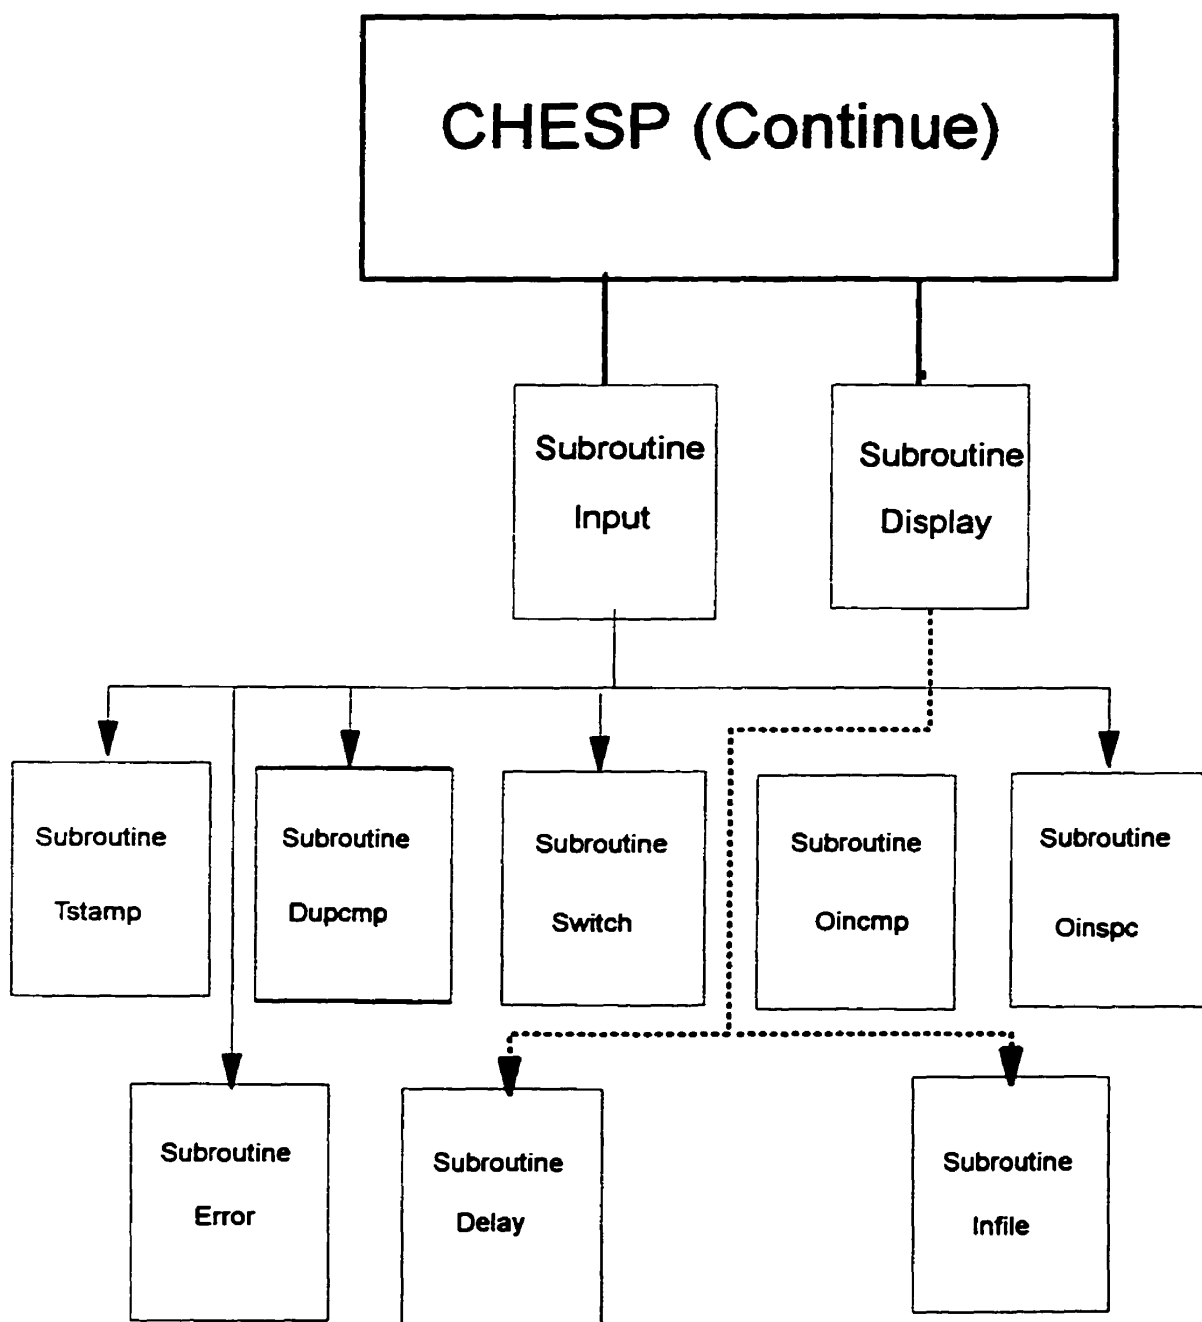 CHESP (Continue)
Subroutine
Input
Subroutine
Display
Subroutine
Tstamp
Subroutine
Dupcmp
Subroutine
Switch
Subroutine
Oincmp
Subroutine
Oinspc
Subroutine
Error
Subroutine
Delay
Subroutine
Infile